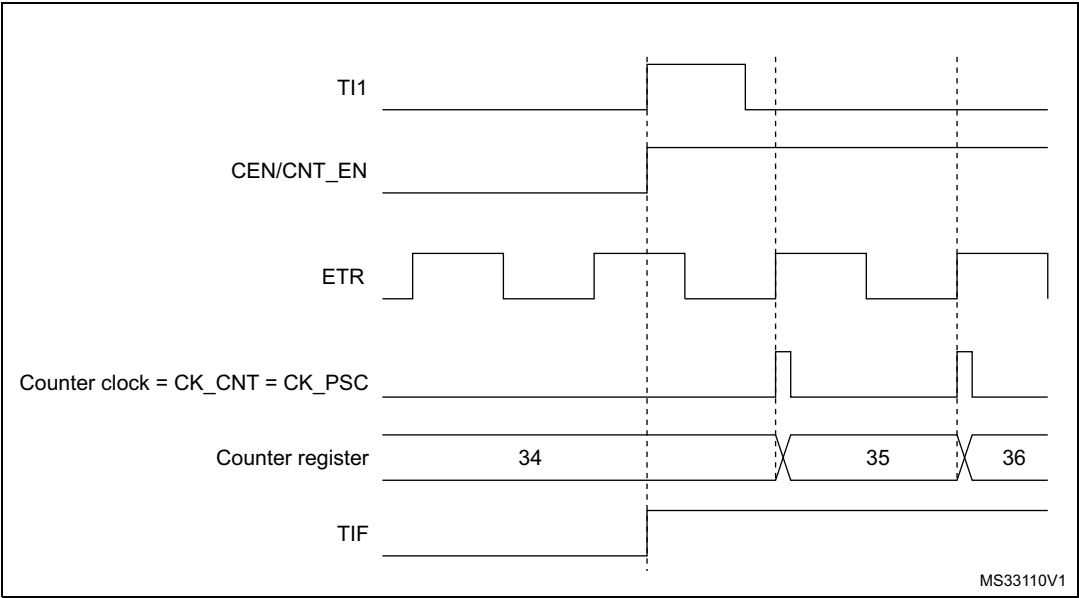 TI1
CEN/CNT_EN
ETR
Counter clock = CK_CNT = CK_PSC
Counter register 34 35 36
TIF
MS33110V1